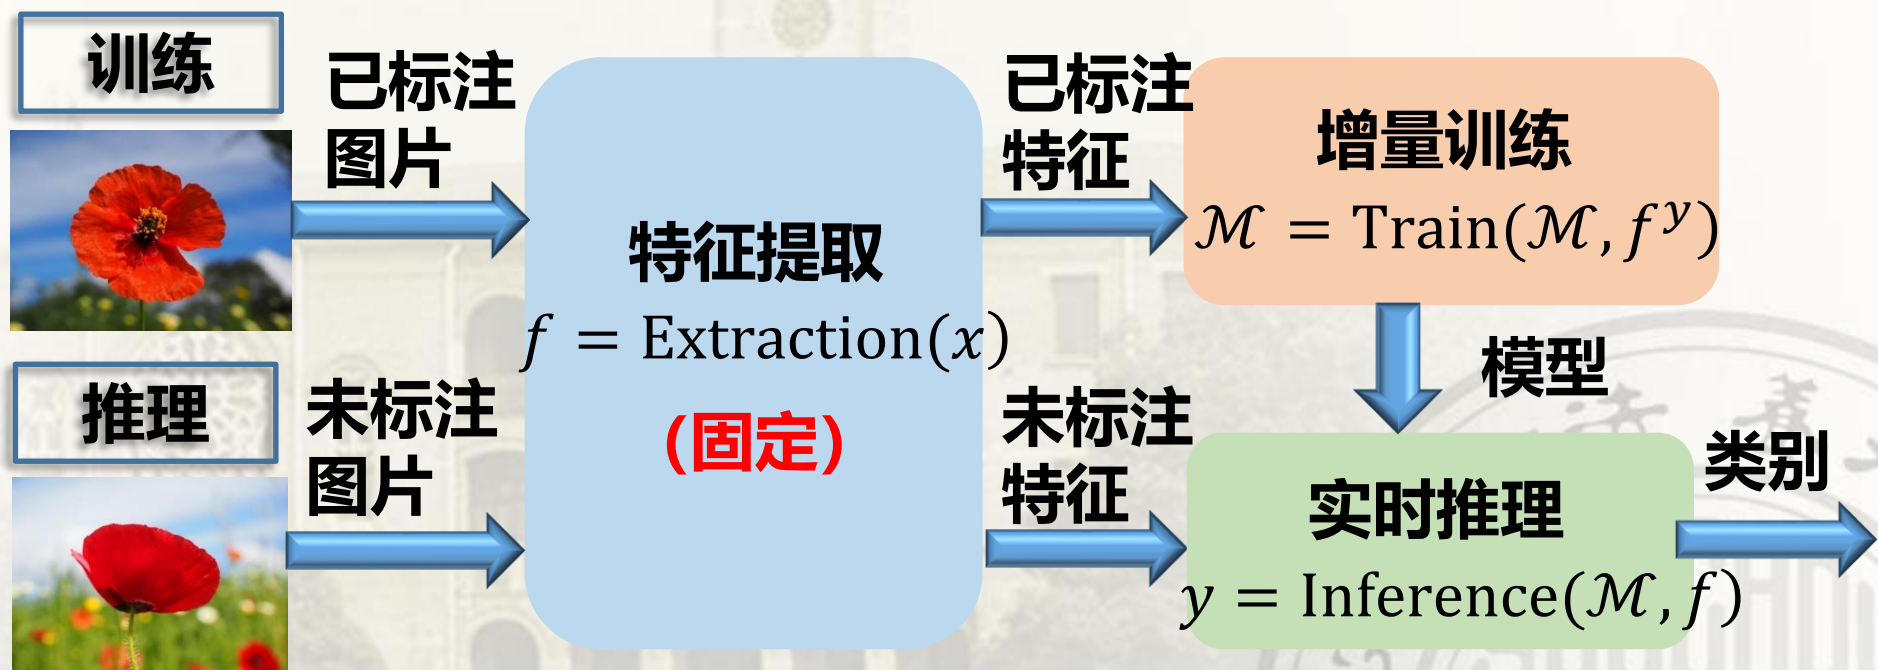 训练
已标注
图片
特征提取
f = Extraction(x)
(固定)
已标注
特征
增量训练
ℳ = Train(ℳ, f^y)
模型
推理
未标注
图片
未标注
特征
实时推理
y = Inference(ℳ, f)
类别